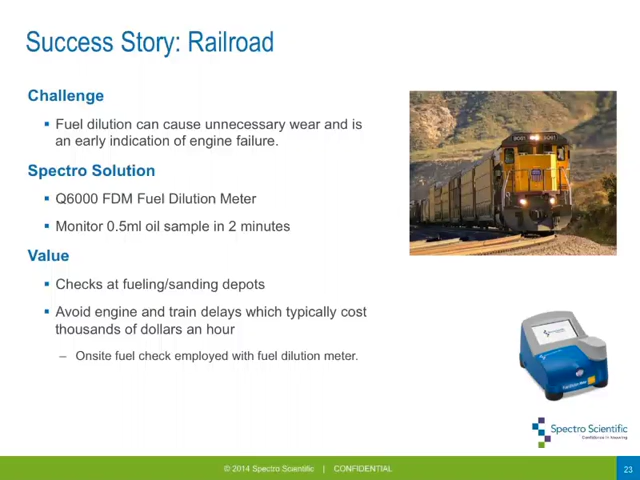 Success Story: Railroad
Challenge
▪ Fuel dilution can cause unnecessary wear and is
an early indication of engine failure.
Spectro Solution
▪ Q6000 FDM Fuel Dilution Meter
▪ Monitor 0.5ml oil sample in 2 minutes
Value
▪ Checks at fueling/sanding depots
▪ Avoid engine and train delays which typically cost
thousands of dollars an hour
– Onsite fuel check employed with fuel dilution meter.
Spectro Scientific
Confidence in Knowing
© 2014 Spectro Scientific | CONFIDENTIAL
23